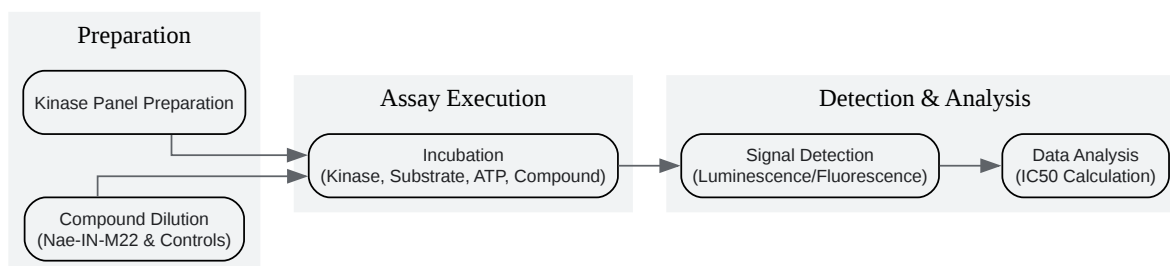 Preparation
Kinase Panel Preparation
Compound Dilution
(Nae-IN-M22 & Controls)
Assay Execution
Incubation
(Kinase, Substrate, ATP, Compound)
Detection & Analysis
Signal Detection
(Luminescence/Fluorescence)
Data Analysis
(IC50 Calculation)